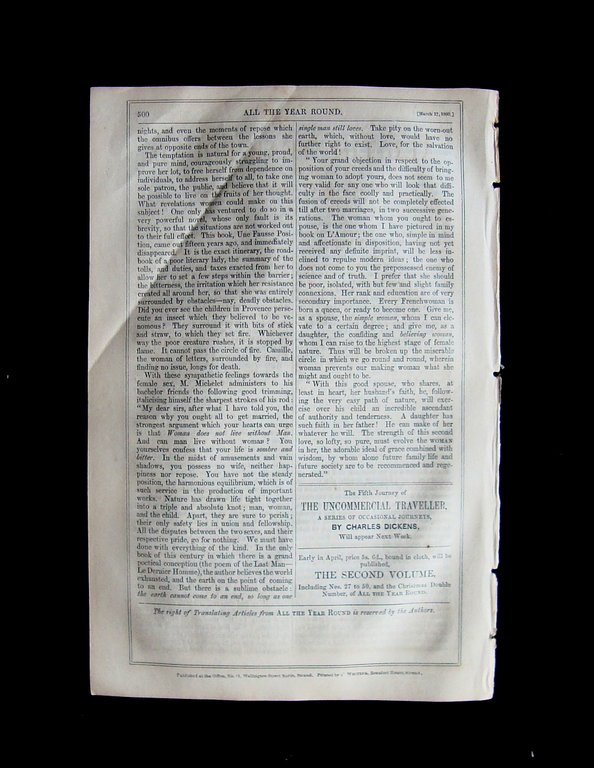 500
ALL THE YEAR ROUND.
[March 17, 1860.]
nights, and even the moments of repose which
the omnibus offers between the lessons she
gives at opposite ends of the town.
The temptation is natural for a young, proud,
and pure mind, courageously struggling to im-
prove her lot, to free herself from dependence on
individuals, to address herself to all, to take one
sole patron, the public, and believe that it will
be possible to live on the fruits of her thought.
What revelations women could make on this
subject! One only has ventured to do so in a
very powerful novel, whose only fault is its
brevity, so that the situations are not worked out
to their full effect. This book, Une Fausse Posi-
tion, came out fifteen years ago, and immediately
disappeared. It is the exact itinerary, the road-
book of a poor literary lady, the summary of the
tolls, and duties, and taxes exacted from her to
allow her to set a few steps within the barrier;
the bitterness, the irritation which her resistance
created all around her, so that she was entirely
surrounded by obstacles—nay, deadly obstacles.
Did you ever see the children in Provence perse-
cute an insect which they believed to be ve-
nomous? They surround it with bits of stick
and straw, to which they set fire. Whichever
way the poor creature rushes, it is stopped by
flame. It cannot pass the circle of fire. Camille,
the woman of letters, surrounded by fire, and
finding no issue, longs for death.
With these sympathetic feelings towards the
female sex, M. Michelet administers to his
bachelor friends the following good trimming,
italicising himself the sharpest strokes of his rod:
"My dear sirs, after what I have told you, the
reason why you ought all to get married, the
strongest argument which your hearts can urge
is that Woman does not live without Man.
And can man live without woman? You
yourselves confess that your life is sombre and
bitter. In the midst of amusements and vain
shadows, you possess no wife, neither hap-
piness nor repose. You have not the steady
position, the harmonious equilibrium, which is of
such service in the production of important
works. Nature has drawn life tight together
into a triple and absolute knot; man, woman,
and the child. Apart, they are sure to perish;
their only safety lies in union and fellowship.
All the disputes between the two sexes, and their
respective pride, go for nothing. We must have
done with everything of the kind. In the only
book of this century in which there is a grand
poetical conception (the poem of the Last Man—
Le Dernier Homme), the author believes the world
exhausted, and the earth on the point of coming
to an end. But there is a sublime obstacle:
the earth cannot come to an end, so long as one
single man still loves. Take pity on the worn-out
earth, which, without love, would have no
further right to exist. Love, for the salvation
of the world!
"Your grand objection in respect to the op-
position of your creeds and the difficulty of bring-
ing woman to adopt yours, does not seem to me
very valid for any one who will look that diffi-
culty in the face coolly and practically. The
fusion of creeds will not be completely effected
till after two marriages, in two successive gene-
rations. The woman whom you ought to es-
pouse, is the one whom I have pictured in my
book on L'Amour; the one who, simple in mind
and affectionate in disposition, having not yet
received any definite imprint, will be less in-
clined to repulse modern ideas; the one who
does not come to you the prepossessed enemy of
science and of truth. I prefer that she should
be poor, isolated, with but few and slight family
connexions. Her rank and education are of very
secondary importance. Every Frenchwoman is
born a queen, or ready to become one. Give me,
as a spouse, the simple woman, whom I can ele-
vate to a certain degree; and give me, as a
daughter, the confiding and believing woman,
whom I can raise to the highest stage of female
nature. Thus will be broken up the miserable
circle in which we go round and round, wherein
woman prevents our making woman what she
might and ought to be.
"With this good spouse, who shares, at
least in heart, her husband's faith, he, follow-
ing the very easy path of nature, will exer-
cise over his child an incredible ascendant
of authority and tenderness. A daughter has
such faith in her father! He can make of her
whatever he will. The strength of this second
love, so lofty, so pure, must evolve the WOMAN
in her, the adorable ideal of grace combined with
wisdom, by whom alone future family life and
future society are to be recommenced and rege-
nerated."
The Fifth Journey of
THE UNCOMMERCIAL TRAVELLER,
A SERIES OF OCCASIONAL JOURNEYS,
BY CHARLES DICKENS,
Will appear Next Week.
Early in April, price 5s. 6d., bound in cloth, will be
published,
THE SECOND VOLUME,
Including Nos. 27 to 50, and the Christmas Double
Number, of ALL THE YEAR ROUND.
The right of Translating Articles from ALL THE YEAR ROUND is reserved by the Authors.
Published at the Office, No. Wellington Street North, Strand. Printed by C. WHITING, Beaufort House, Strand.